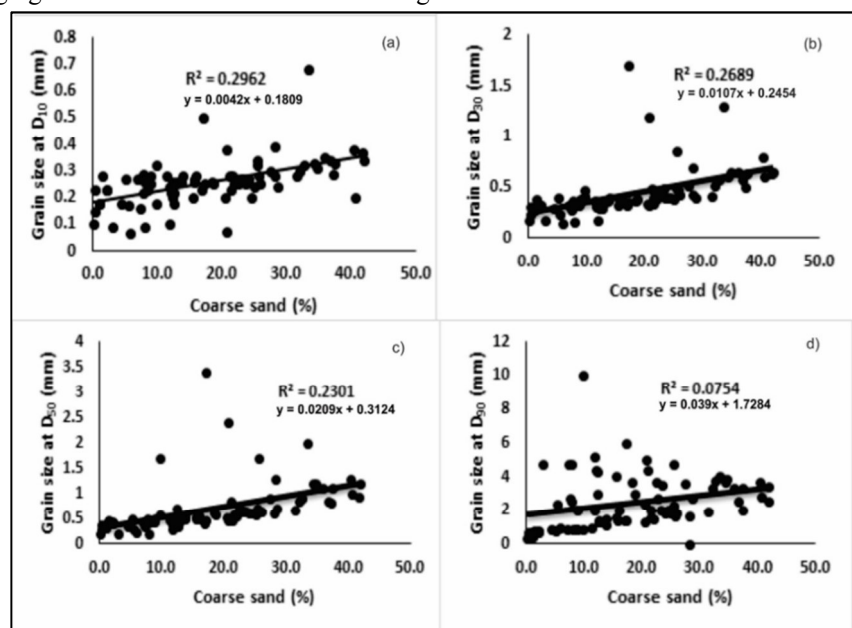 (a)
R² = 0.2962
y = 0.0042x + 0.1809
Grain size at D₁₀ (mm)
0.8
0.7
0.6
0.5
0.4
0.3
0.2
0.1
0
0.0 10.0 20.0 30.0 40.0 50.0
Coarse sand (%)
(b)
R² = 0.2689
y = 0.0107x + 0.2454
Grain size at D₃₀ (mm)
2
1.5
1
0.5
0
0.0 10.0 20.0 30.0 40.0 50.0
Coarse sand (%)
c)
R² = 0.2301
y = 0.0209x + 0.3124
Grain size at D₅₀ (mm)
4
3.5
3
2.5
2
1.5
1
0.5
0
0.0 10.0 20.0 30.0 40.0 50.0
Coarse sand (%)
d)
R² = 0.0754
y = 0.039x + 1.7284
Grain size at D₉₀ (mm)
12
10
8
6
4
2
0
0.0 10.0 20.0 30.0 40.0 50.0
Coarse sand (%)